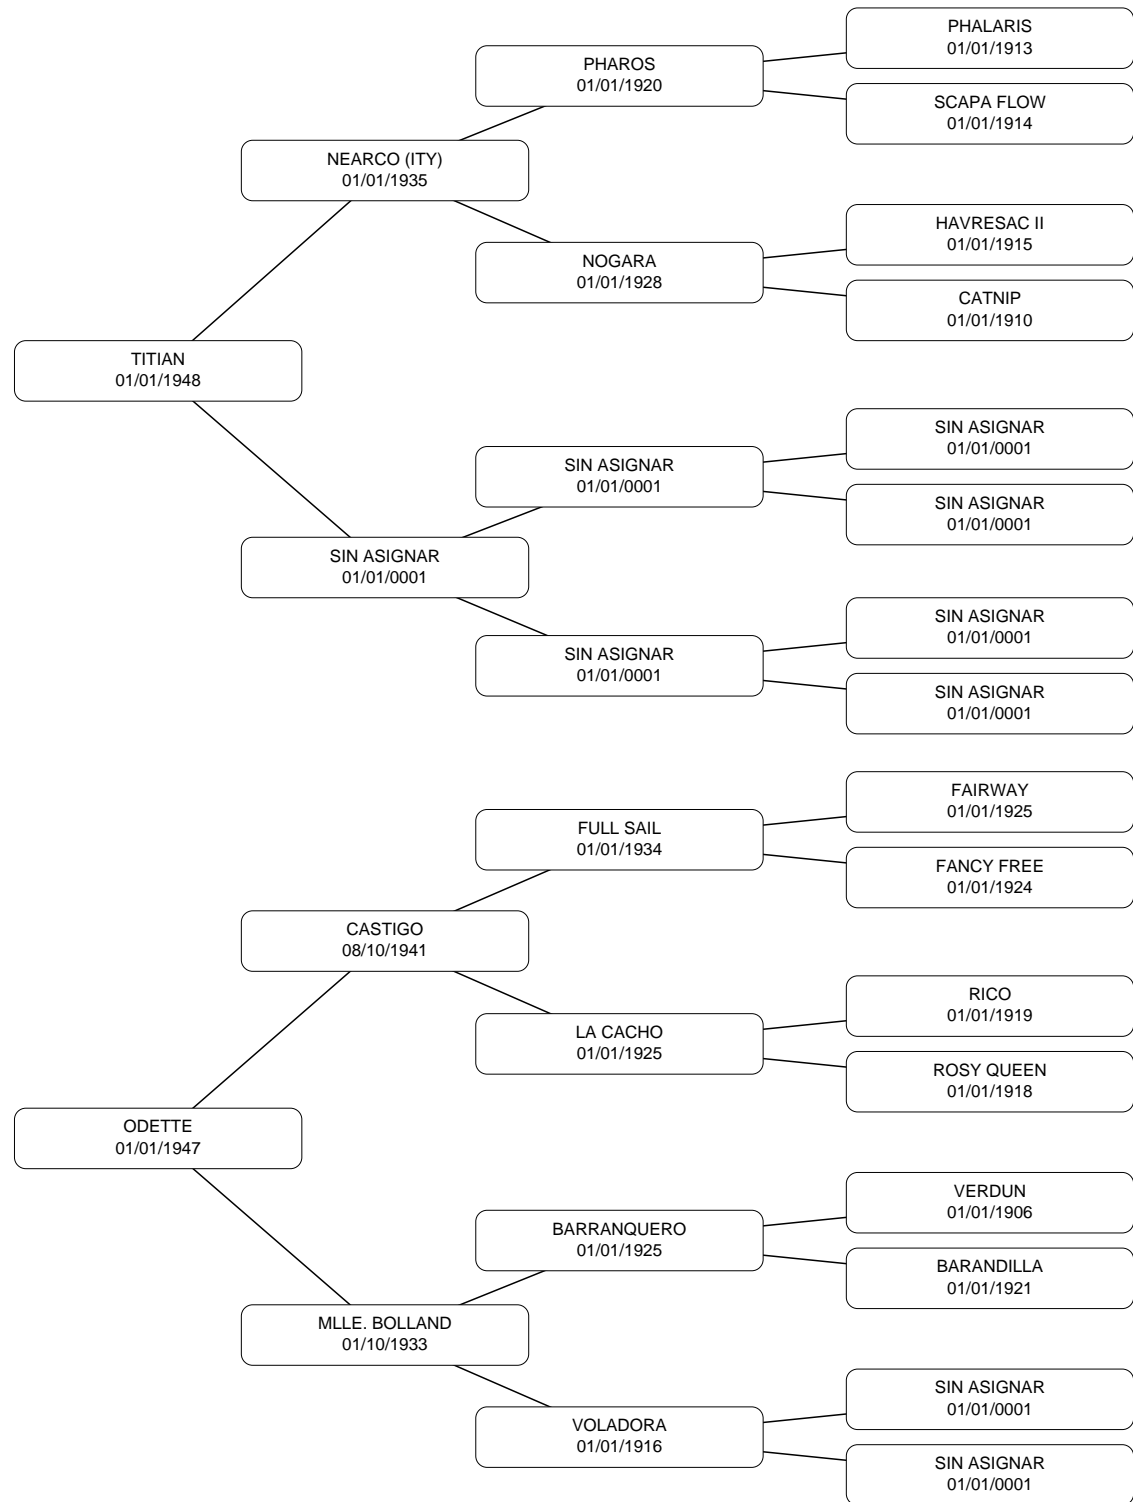 PHALARIS
01/01/1913
PHAROS
01/01/1920
SCAPA FLOW
01/01/1914
NEARCO (ITY)
01/01/1935
HAVRESAC II
01/01/1915
NOGARA
01/01/1928
CATNIP
01/01/1910
TITIAN
01/01/1948
SIN ASIGNAR
01/01/0001
SIN ASIGNAR
01/01/0001
SIN ASIGNAR
01/01/0001
SIN ASIGNAR
01/01/0001
SIN ASIGNAR
01/01/0001
SIN ASIGNAR
01/01/0001
SIN ASIGNAR
01/01/0001
FAIRWAY
01/01/1925
FULL SAIL
01/01/1934
FANCY FREE
01/01/1924
CASTIGO
08/10/1941
RICO
01/01/1919
LA CACHO
01/01/1925
ROSY QUEEN
01/01/1918
ODETTE
01/01/1947
VERDUN
01/01/1906
BARRANQUERO
01/01/1925
BARANDILLA
01/01/1921
MLLE. BOLLAND
01/10/1933
SIN ASIGNAR
01/01/0001
VOLADORA
01/01/1916
SIN ASIGNAR
01/01/0001